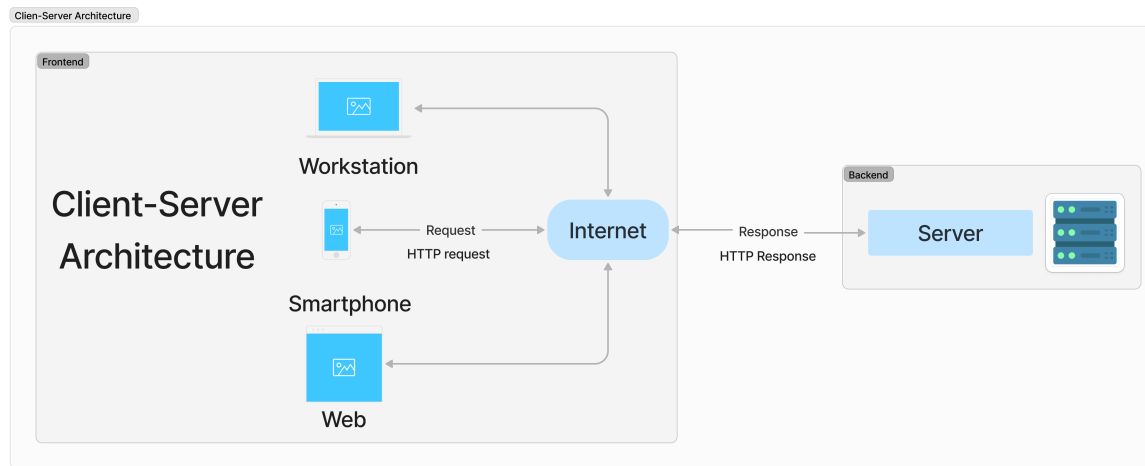 Clien-Server Architecture
Frontend
Workstation
Client-Server
Architecture
Request
HTTP request
Internet
Smartphone
Web
Response
HTTP Response
Backend
Server